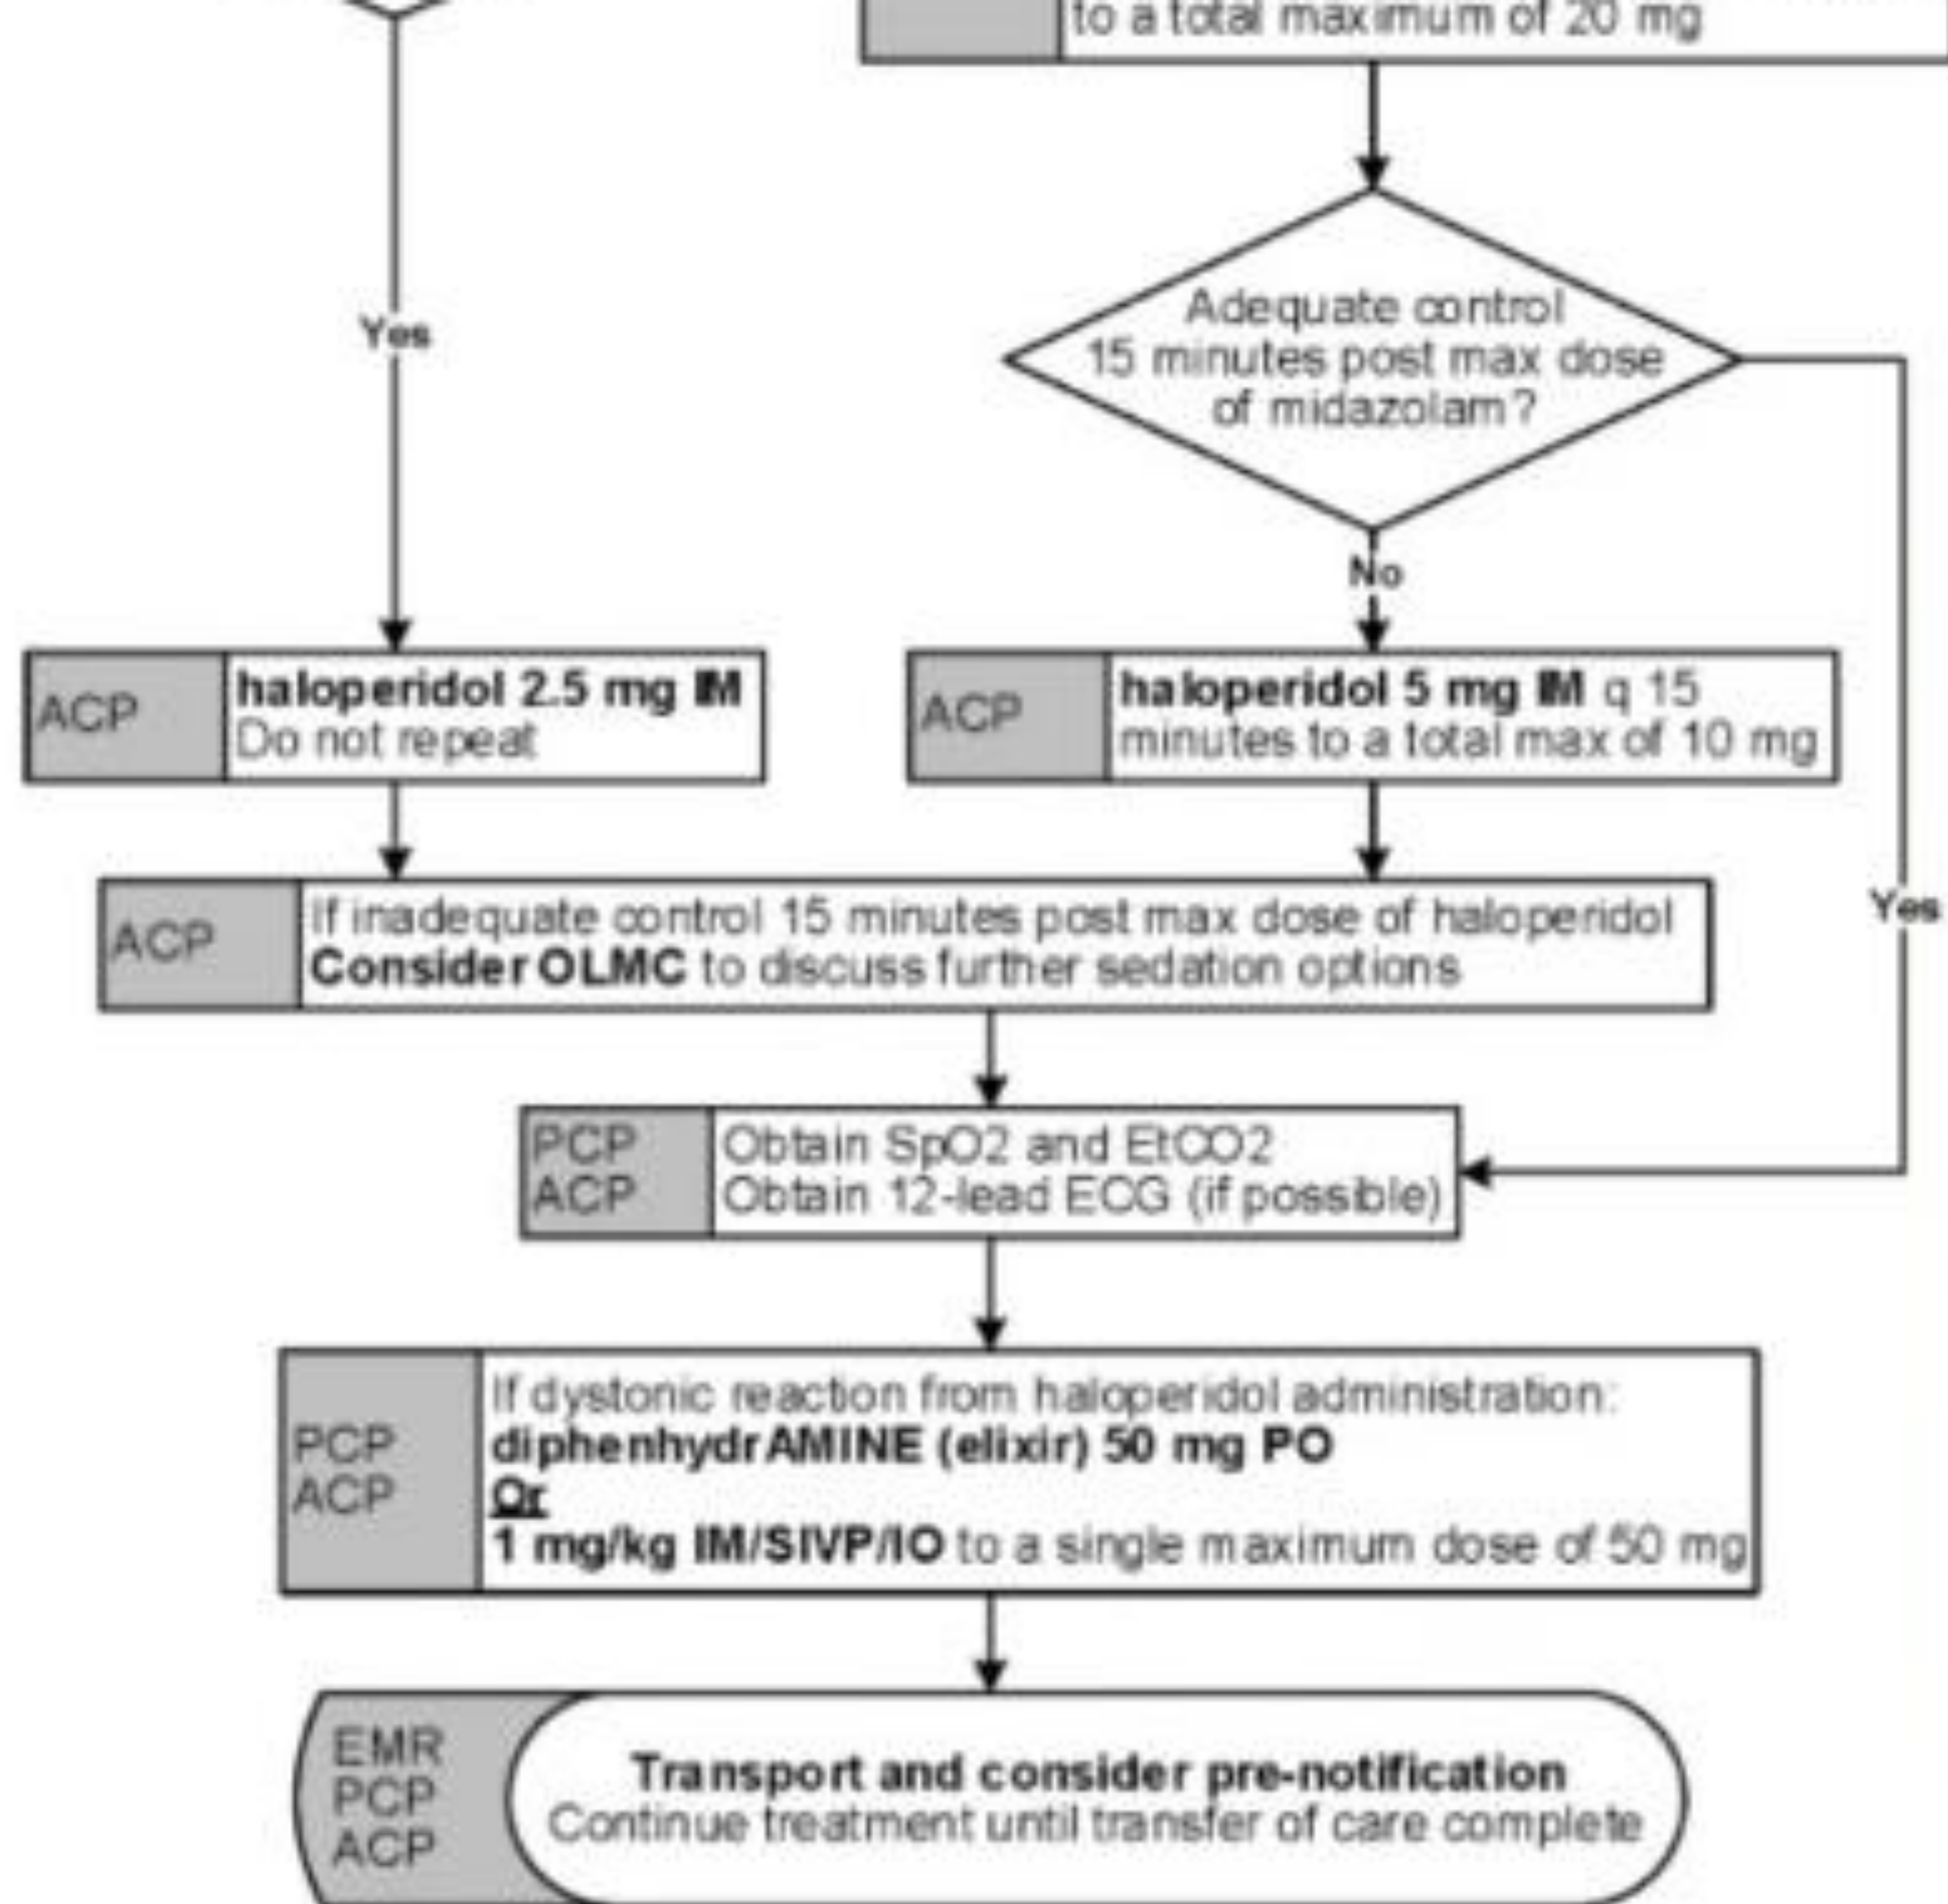 to a total maximum of 20 mg
Adequate control
15 minutes post max dose
of midazolam?
Yes
No
ACP
haloperidol 2.5 mg IM
Do not repeat
ACP
haloperidol 5 mg IM q 15
minutes to a total max of 10 mg
ACP
If inadequate control 15 minutes post max dose of haloperidol
Consider OLMC to discuss further sedation options
Yes
PCP
ACP
Obtain SpO2 and EtCO2
Obtain 12-lead ECG (if possible)
PCP
ACP
If dystonic reaction from haloperidol administration:
diphenhydrAMINE (elixir) 50 mg PO
Or
1 mg/kg IM/SIVP/IO to a single maximum dose of 50 mg
EMR
PCP
ACP
Transport and consider pre-notification
Continue treatment until transfer of care complete